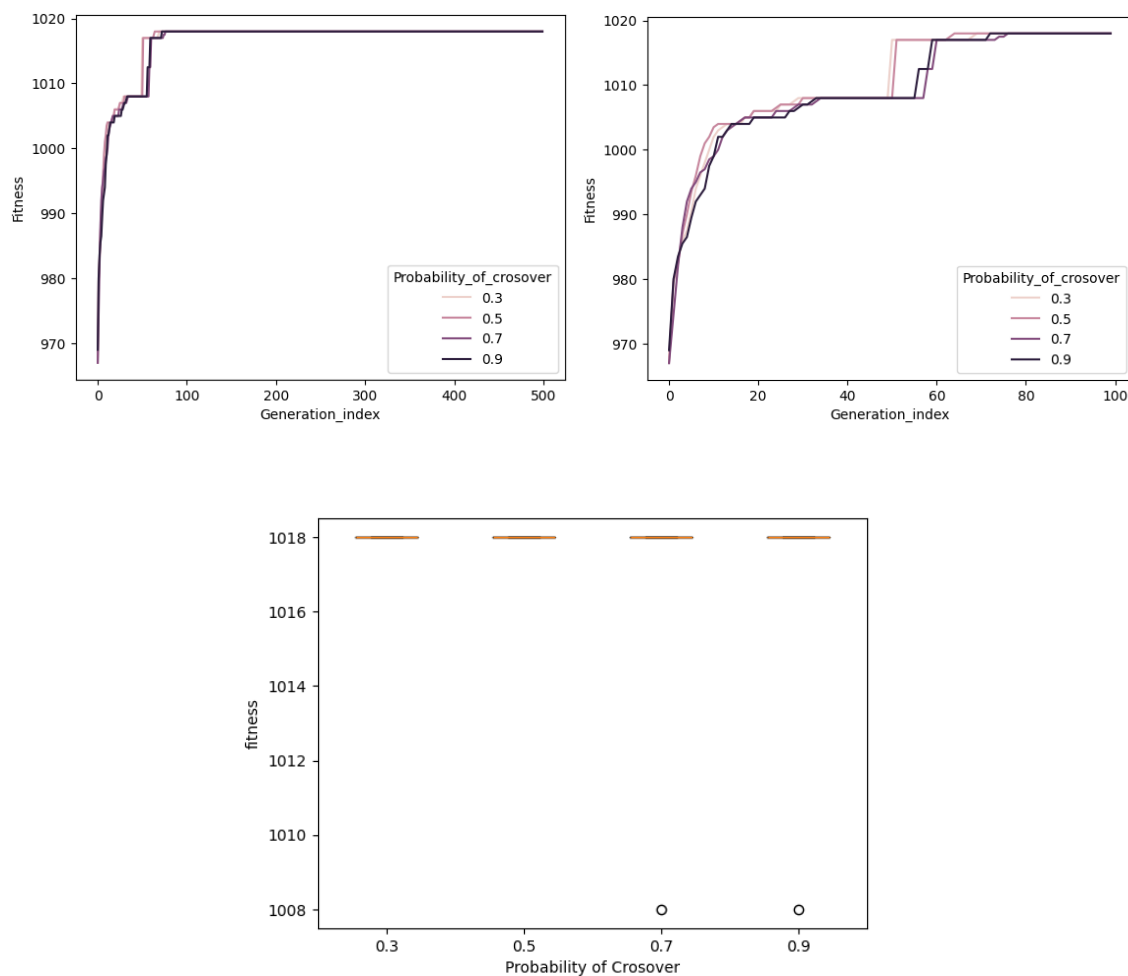 1020
1010
1000
990
980
970
Fitness
Probability_of_crosover
0.3
0.5
0.7
0.9
0 100 200 300 400 500
Generation_index
1020
1010
1000
990
980
970
Fitness
Probability_of_crosover
0.3
0.5
0.7
0.9
0 20 40 60 80 100
Generation_index
1018
1016
1014
1012
1010
1008
fitness
0.3 0.5 0.7 0.9
Probability of Crosover